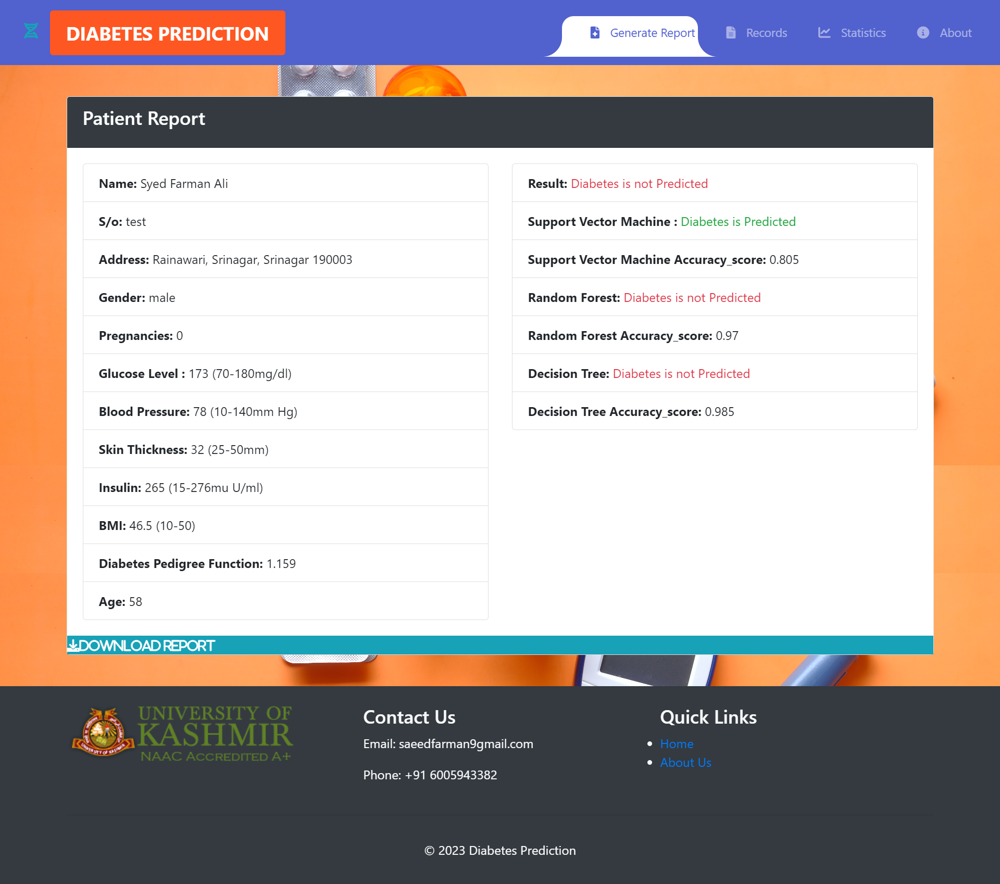 DIABETES PREDICTION
Generate Report
Records
Statistics
About
Patient Report
Name: Syed Farman Ali
S/o: test
Address: Rainawari, Srinagar, Srinagar 190003
Gender: male
Pregnancies: 0
Glucose Level : 173 (70-180mg/dl)
Blood Pressure: 78 (10-140mm Hg)
Skin Thickness: 32 (25-50mm)
Insulin: 265 (15-276mu U/ml)
BMI: 46.5 (10-50)
Diabetes Pedigree Function: 1.159
Age: 58
Result: Diabetes is not Predicted
Support Vector Machine : Diabetes is Predicted
Support Vector Machine Accuracy_score: 0.805
Random Forest: Diabetes is not Predicted
Random Forest Accuracy_score: 0.97
Decision Tree: Diabetes is not Predicted
Decision Tree Accuracy_score: 0.985
DOWNLOAD REPORT
UNIVERSITY OF
KASHMIR
NAAC ACCREDITED A+
UNIVERSITY OF KASHMIR
Contact Us
Email: saeedfarman9gmail.com
Phone: +91 6005943382
Quick Links
Home
About Us
© 2023 Diabetes Prediction